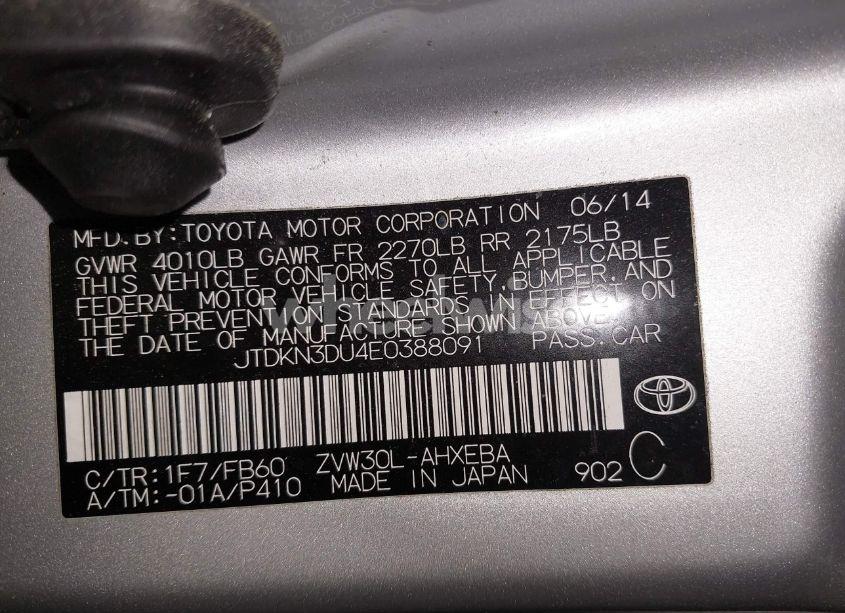 MFD.BY:TOYOTA MOTOR CORPORATION 06/14
GVWR 4010LB GAWR FR 2270LB RR 2175LB
THIS VEHICLE CONFORMS TO ALL APPLICABLE
FEDERAL MOTOR VEHICLE SAFETY,BUMPER,AND
THEFT PREVENTION STANDARDS IN EFFECT ON
THE DATE OF MANUFACTURE SHOWN ABOVE.
JTDKN3DU4E0388091 PASS.CAR
C/TR:1F7/FB60 ZVW30L-AHXEBA
A/TM:-01A/P410 MADE IN JAPAN 902 C